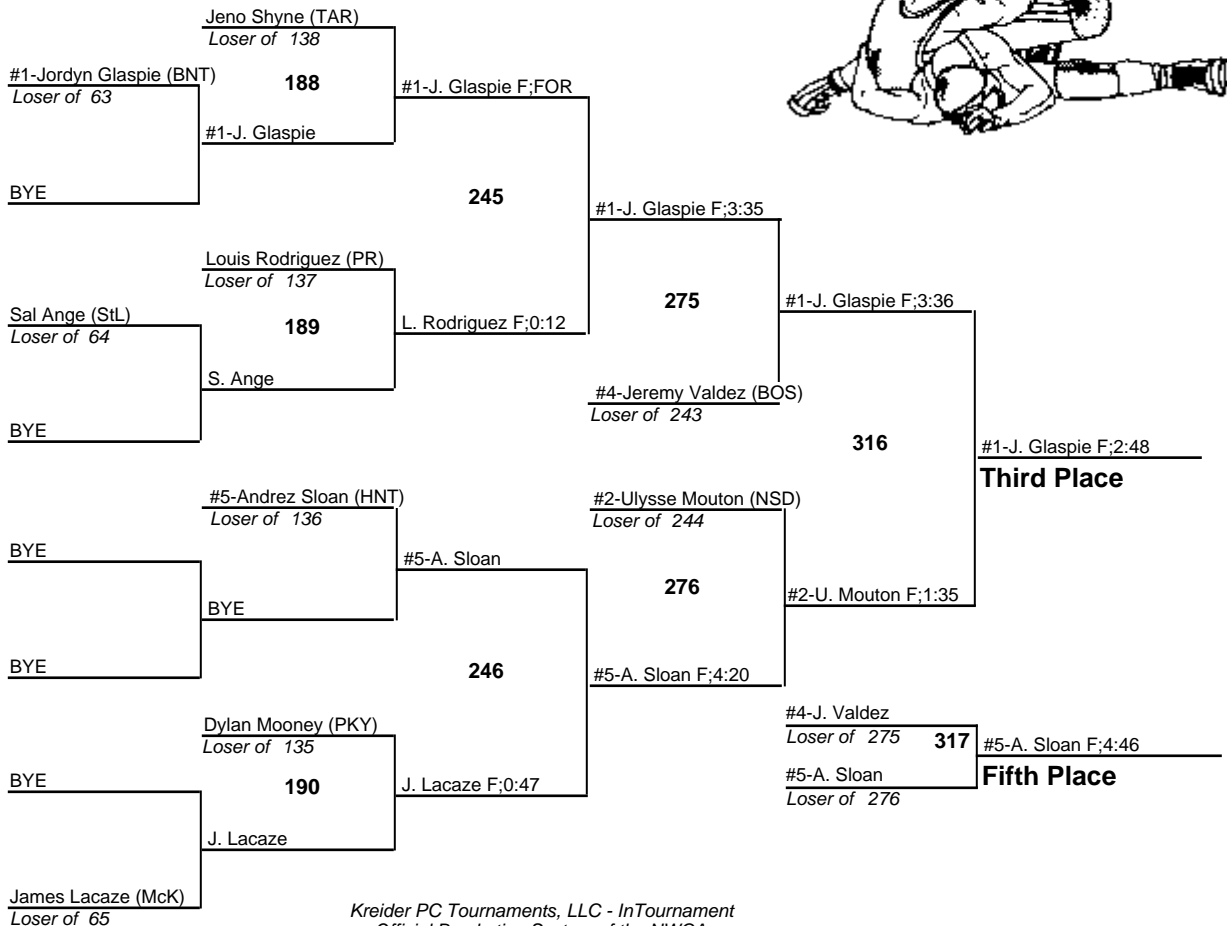 Jeno Shyne (TAR)
Loser of 138
#1-Jordyn Glaspie (BNT)
Loser of 63
188
#1-J. Glaspie F;FOR
#1-J. Glaspie
BYE
245
#1-J. Glaspie F;3:35
Louis Rodriguez (PR)
Loser of 137
Sal Ange (StL)
Loser of 64
189
L. Rodriguez F;0:12
275
#1-J. Glaspie F;3:36
S. Ange
#4-Jeremy Valdez (BOS)
Loser of 243
BYE
316
#1-J. Glaspie F;2:48
Third Place
#5-Andrez Sloan (HNT)
Loser of 136
#2-Ulysse Mouton (NSD)
Loser of 244
BYE
#5-A. Sloan
276
#2-U. Mouton F;1:35
BYE
BYE
246
#5-A. Sloan F;4:20
Dylan Mooney (PKY)
Loser of 135
#4-J. Valdez
Loser of 275
317
#5-A. Sloan F;4:46
Fifth Place
#5-A. Sloan
Loser of 276
BYE
190
J. Lacaze F;0:47
J. Lacaze
James Lacaze (McK)
Loser of 65
Kreider PC Tournaments, LLC - InTournament